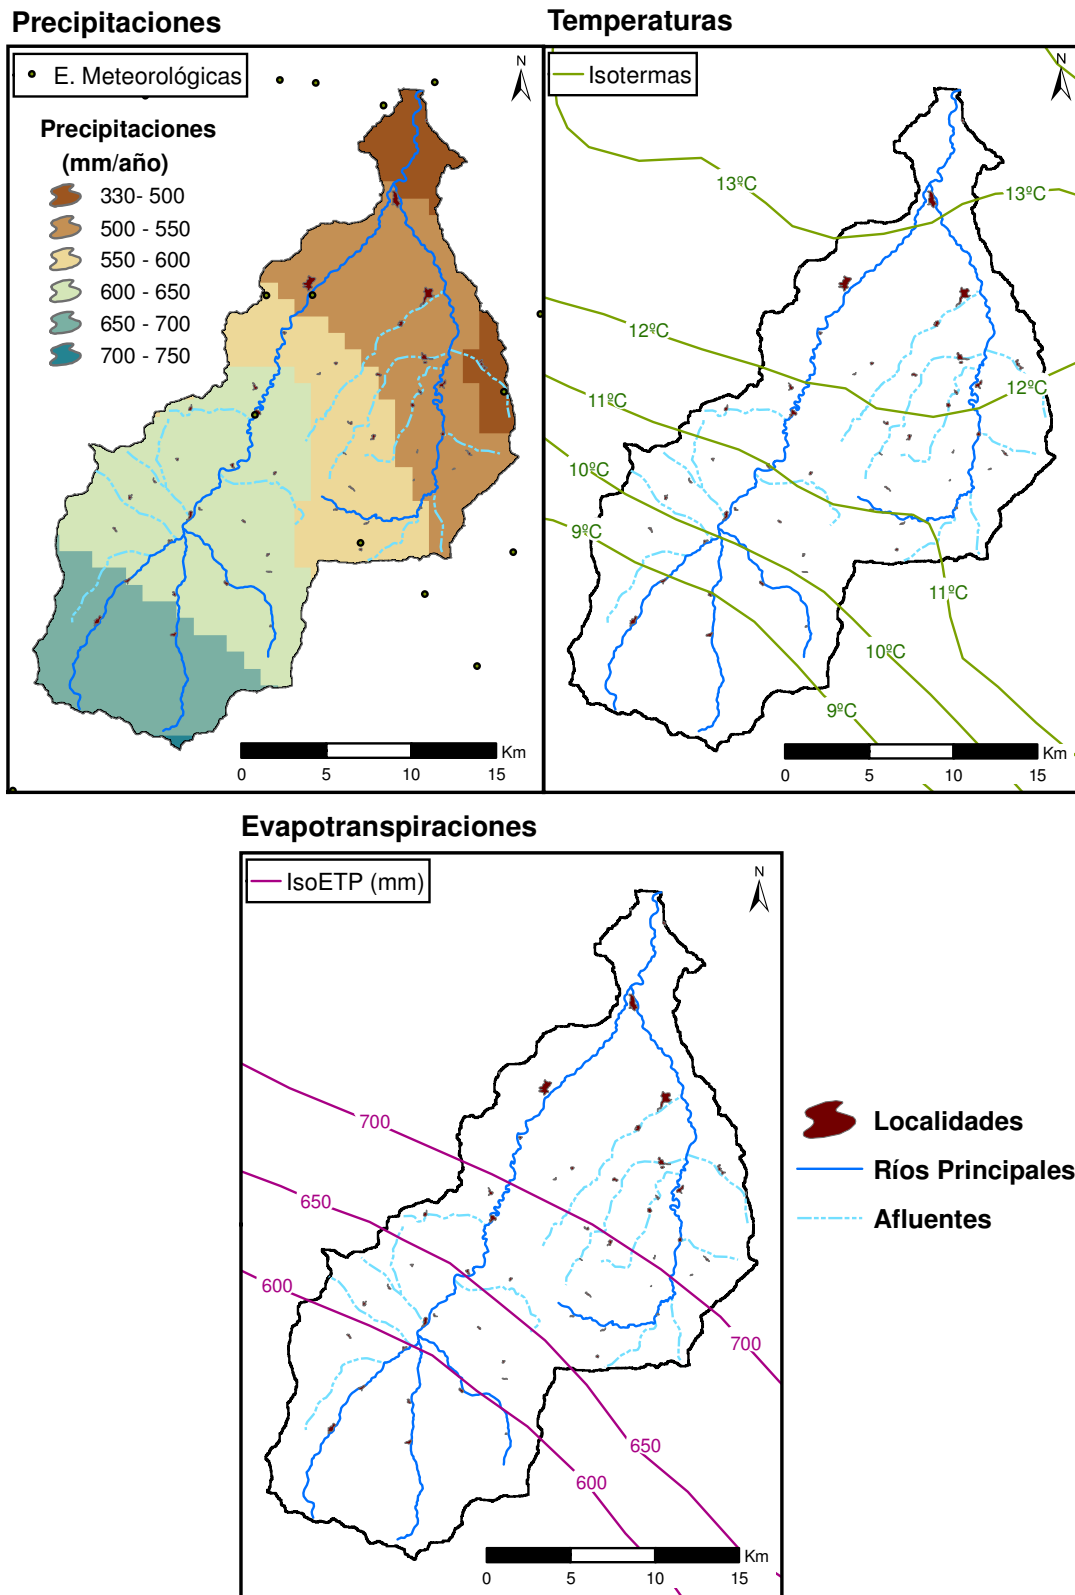 Precipitaciones
E. Meteorológicas
N
Precipitaciones
(mm/año)
330- 500
500 - 550
550 - 600
600 - 650
650 - 700
700 - 750
Km
0 5 10 15
Temperaturas
Isotermas
N
13ºC
13ºC
12ºC
12ºC
11ºC
10ºC
9ºC
11ºC
10ºC
9ºC
Km
0 5 10 15
Evapotranspiraciones
IsoETP (mm)
N
700
650
600
700
650
600
Km
0 5 10 15
Localidades
Ríos Principales
Afluentes